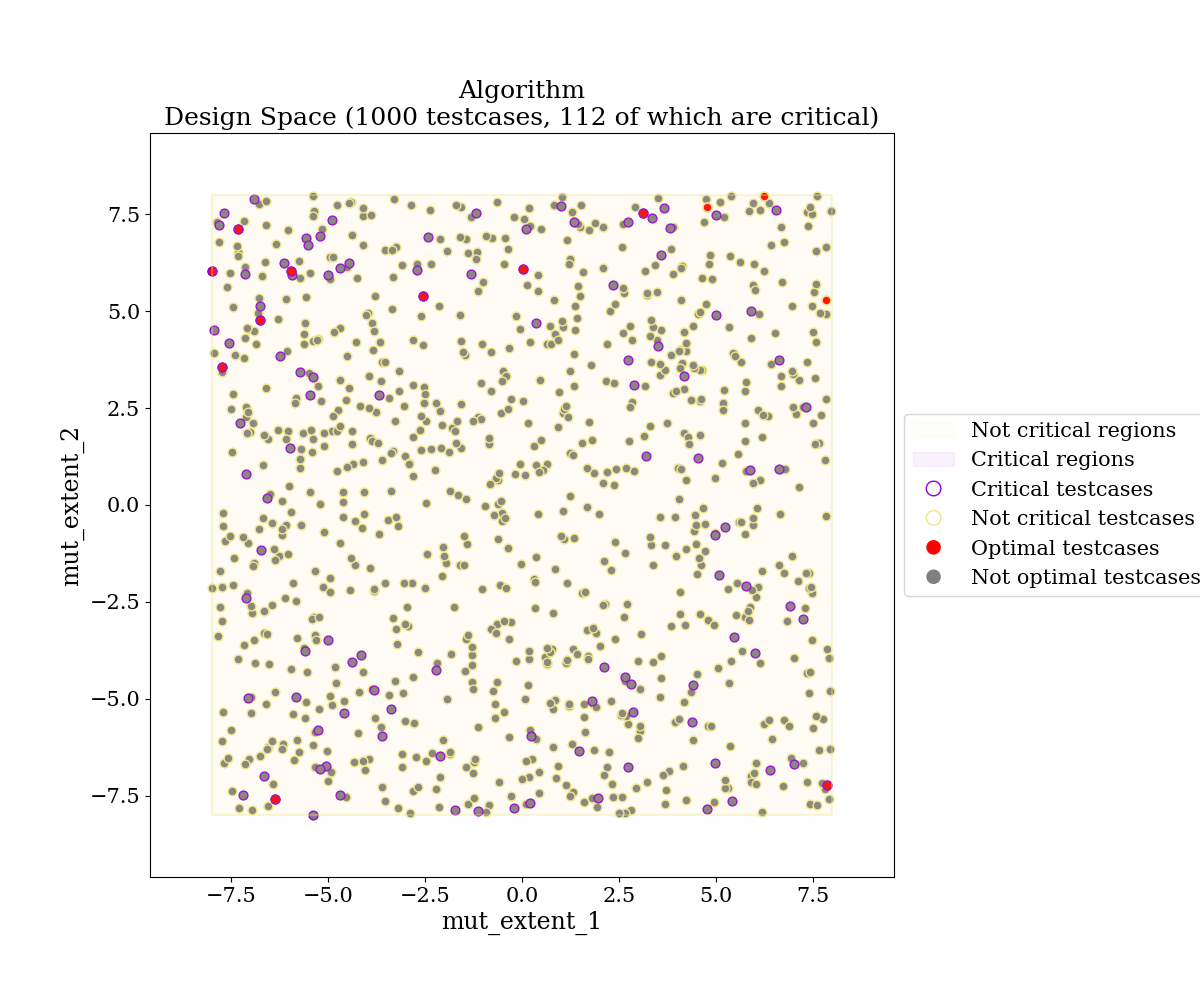 Algorithm
Design Space (1000 testcases, 112 of which are critical)
7.5
5.0
2.5
0.0
−2.5
−5.0
−7.5
mut_extent_2
−7.5 −5.0 −2.5 0.0 2.5 5.0 7.5
mut_extent_1
Not critical regions
Critical regions
Critical testcases
Not critical testcases
Optimal testcases
Not optimal testcases